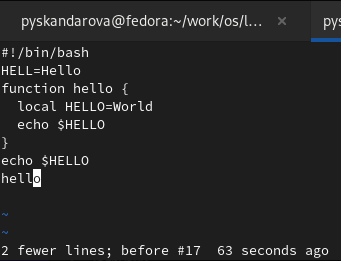 pyskandarova@fedora:~/work/os/l... × pys
#!/bin/bash
HELL=Hello
function hello {
  local HELLO=World
  echo $HELLO
}
echo $HELLO
hello
~
~
2 fewer lines; before #17  63 seconds ago